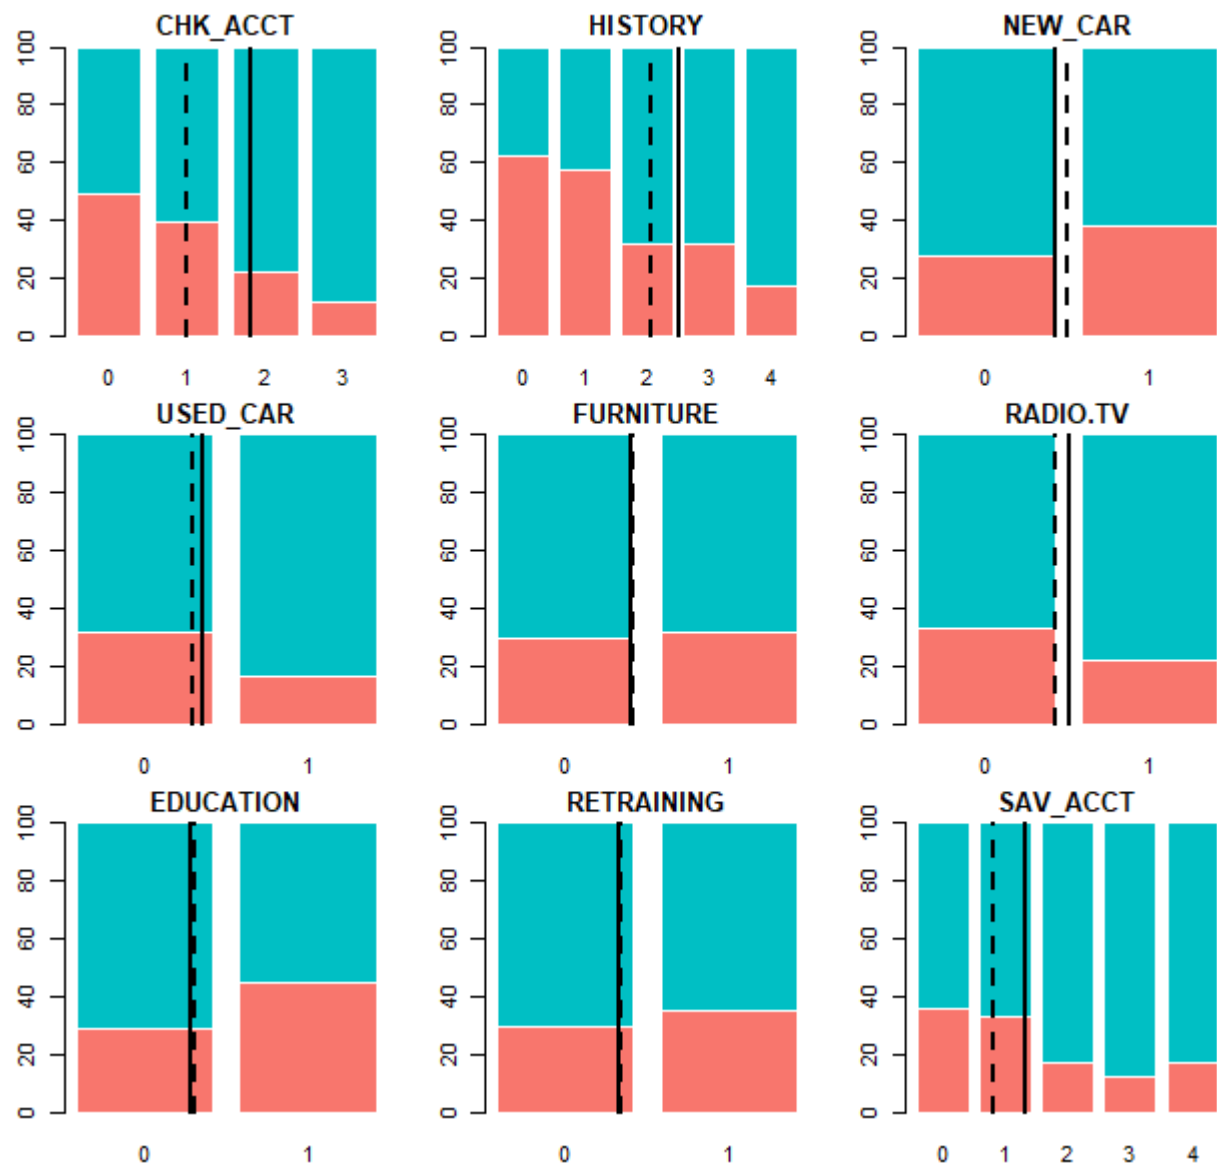 CHK_ACCT HISTORY NEW_CAR
100 100 100
80 80 80
60 60 60
40 40 40
20 20 20
0 0 0
0 1 2 3 0 1 2 3 4 0 1
USED_CAR FURNITURE RADIO.TV
100 100 100
80 80 80
60 60 60
40 40 40
20 20 20
0 0 0
0 1 0 1 0 1
EDUCATION RETRAINING SAV_ACCT
100 100 100
80 80 80
60 60 60
40 40 40
20 20 20
0 0 0
0 1 0 1 0 1 2 3 4